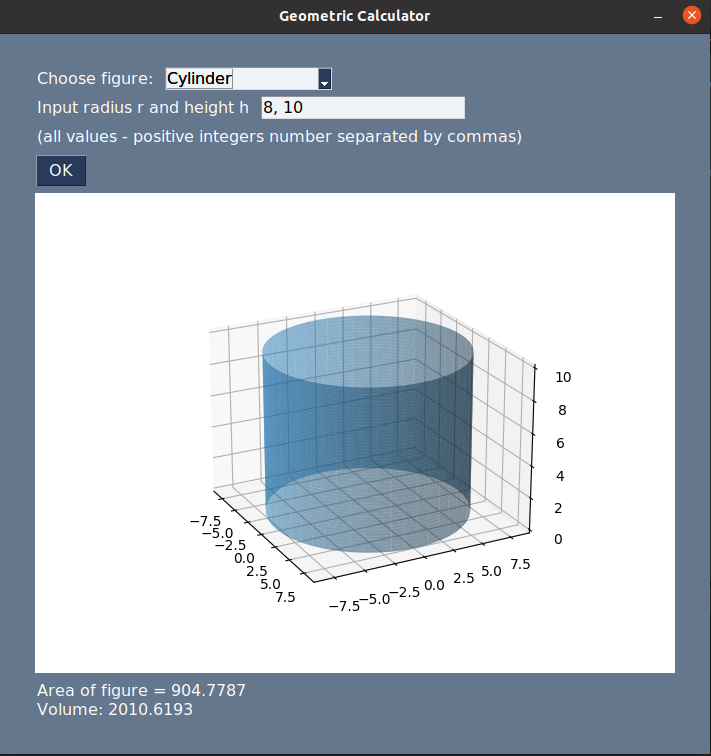 Geometric Calculator
Choose figure: Cylinder
Input radius r and height h 8, 10
(all values - positive integers number separated by commas)
OK
10
8
6
4
2
0
−7.5
−5.0
−2.5
0.0
2.5
5.0
7.5
−7.5
−5.0
−2.5
0.0
2.5
5.0
7.5
Area of figure = 904.7787
Volume: 2010.6193